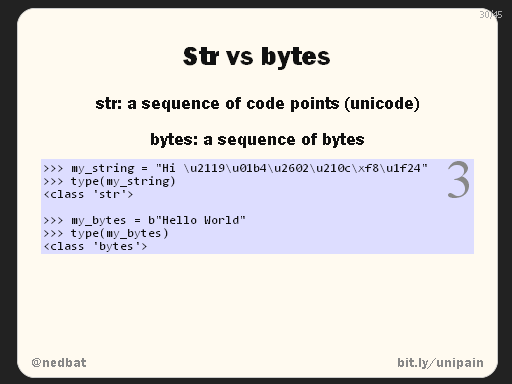 30/45
Str vs bytes
str: a sequence of code points (unicode)
bytes: a sequence of bytes
>>> my_string = "Hi \u2119\u01b4\u2602\u210c\xf8\u1f24"
>>> type(my_string)
<class 'str'>
3
>>> my_bytes = b"Hello World"
>>> type(my_bytes)
<class 'bytes'>
@nedbat
bit.ly/unipain